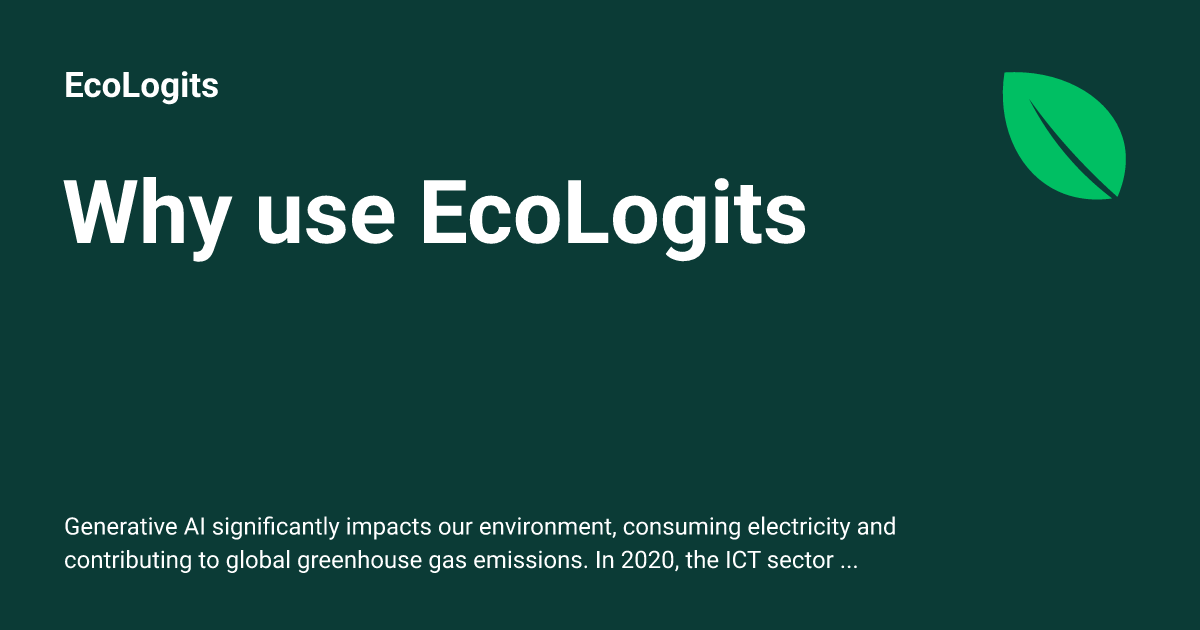 EcoLogits
Why use EcoLogits
Generative AI significantly impacts our environment, consuming electricity and
contributing to global greenhouse gas emissions. In 2020, the ICT sector ...